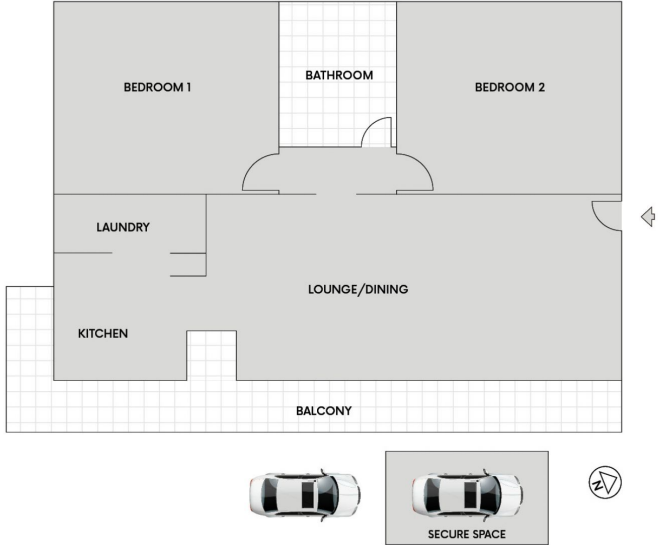 BEDROOM 1
BATHROOM
BEDROOM 2
LAUNDRY
LOUNGE/DINING
KITCHEN
BALCONY
SECURE SPACE
N